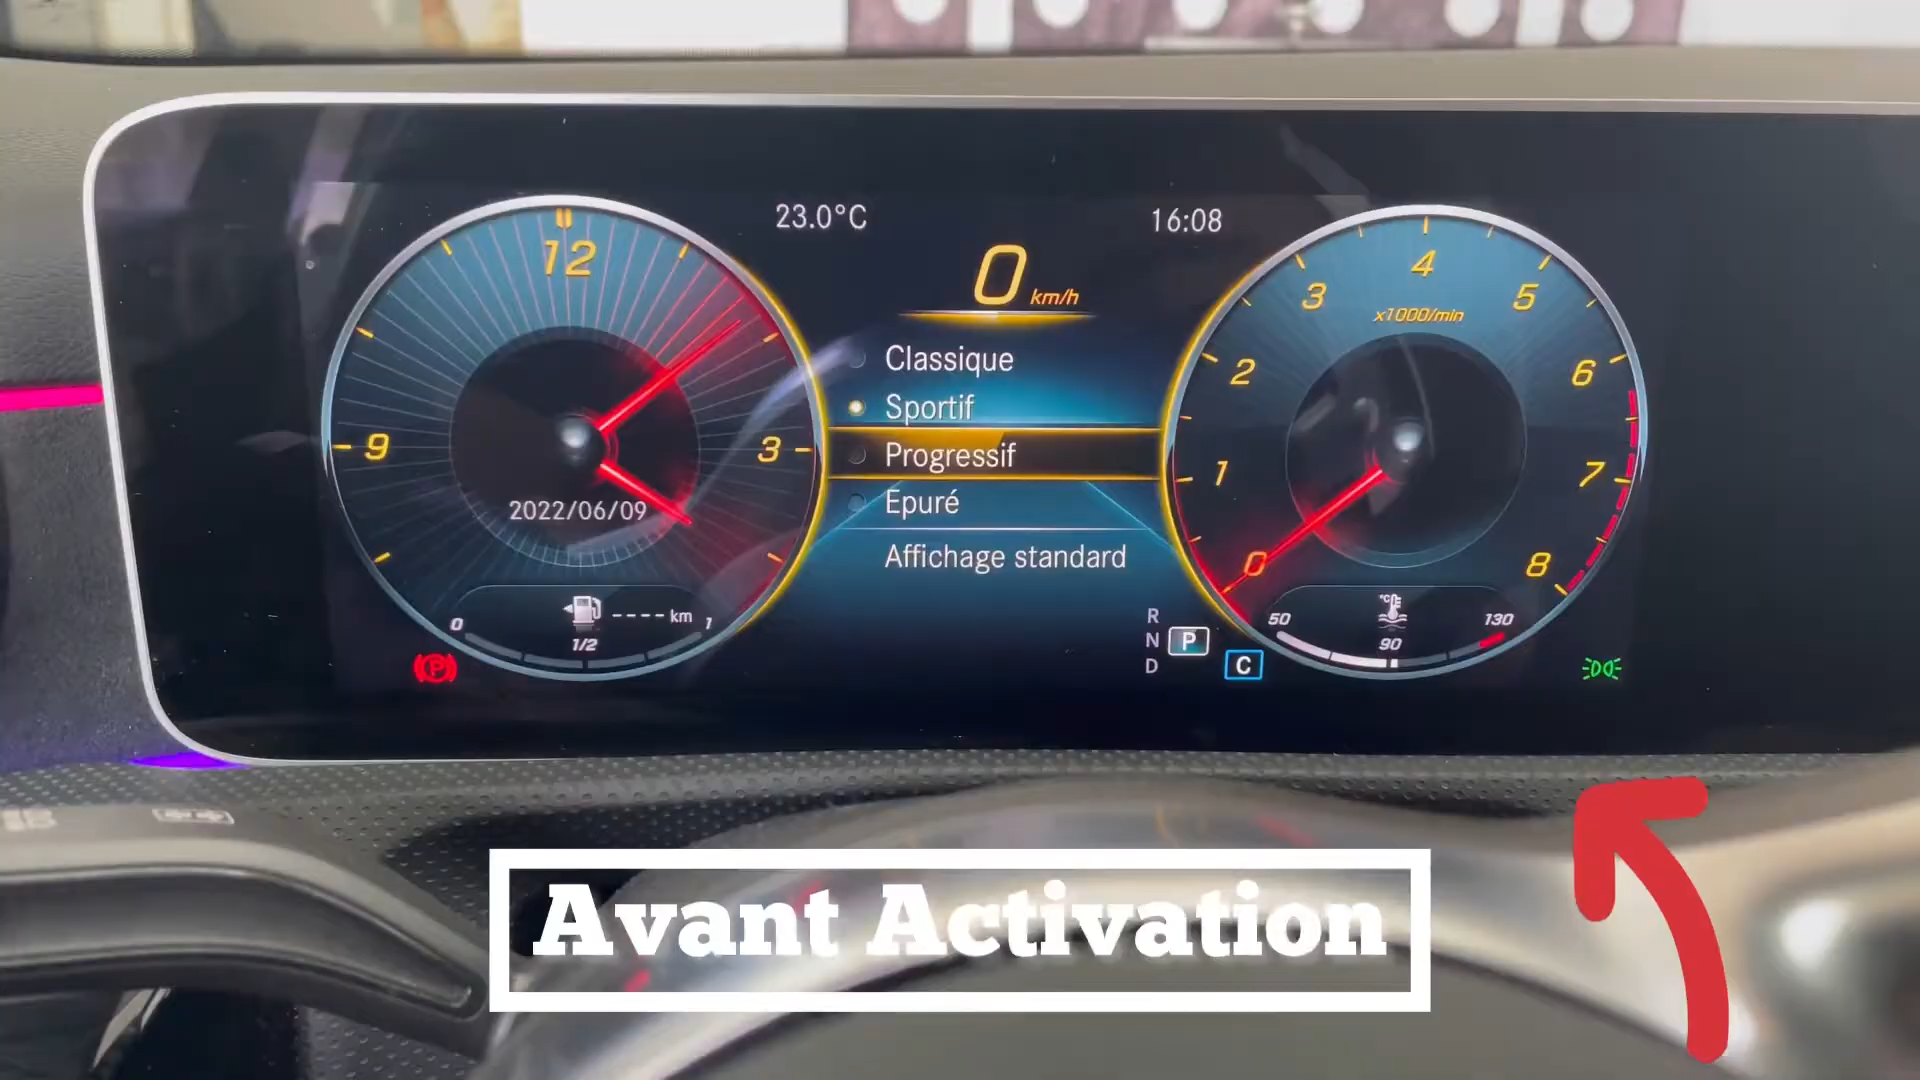 23.0°C
16:08
0 km/h
12
9
3
2022/06/09
0
---- km
1
1/2
Classique
Sportif
Progressif
Epuré
Affichage standard
4
3
5
x1000/min
2
6
1
7
0
8
50
°C
130
90
R
N
P
D
C
P
Avant Activation